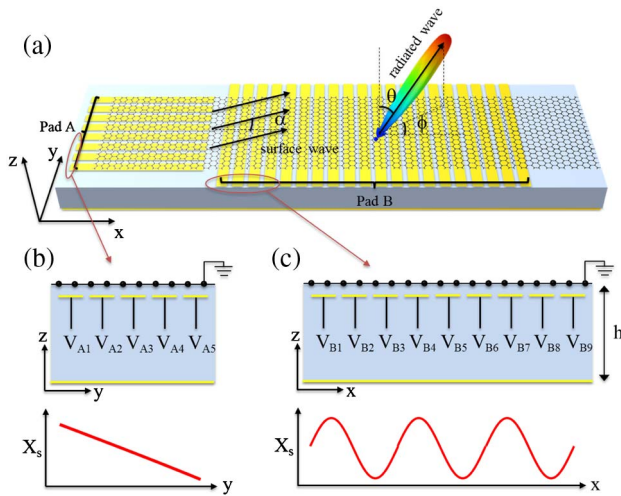 (a)
radiated wave
θ
ϕ
α
surface wave
Pad A
Pad B
z
y
x
(b)
(c)
V_A1 V_A2 V_A3 V_A4 V_A5
V_B1 V_B2 V_B3 V_B4 V_B5 V_B6 V_B7 V_B8 V_B9
h
z
y
z
x
X_s
y
X_s
x